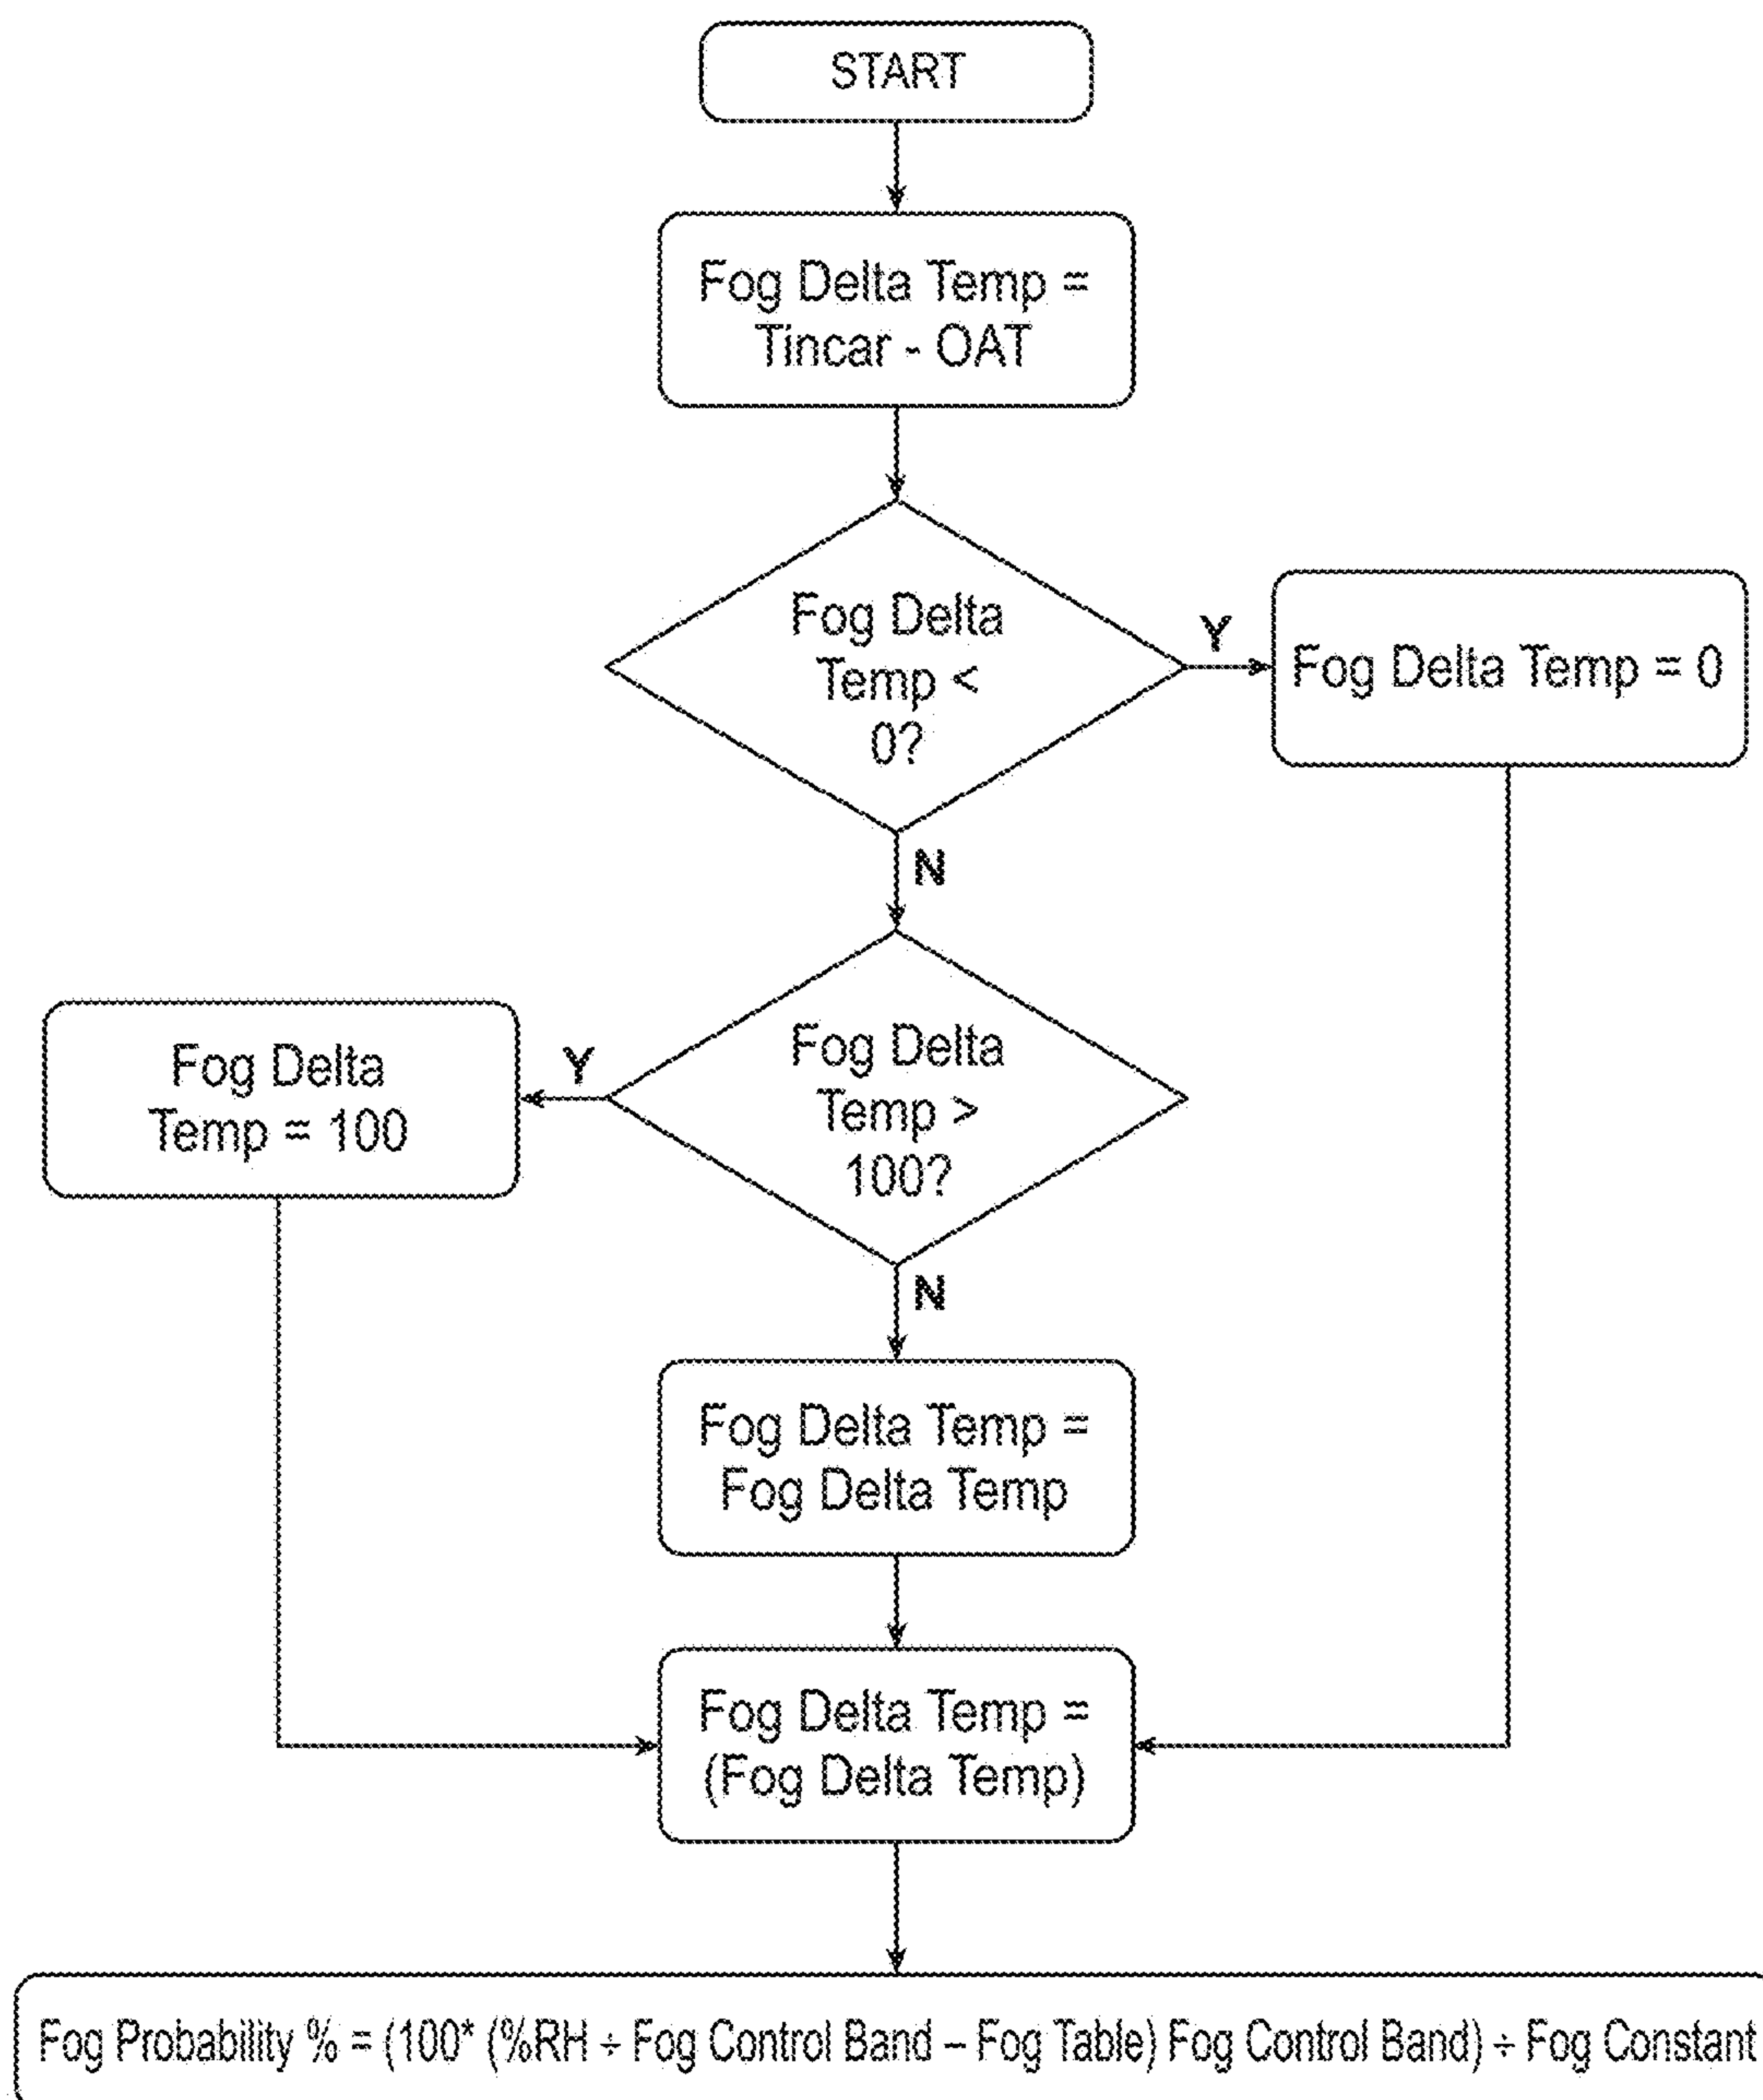 START
Fog Delta Temp =
Tincar - OAT
Fog Delta
Temp <
0?
Y
Fog Delta Temp = 0
N
Fog Delta
Temp >
100?
Y
Fog Delta
Temp = 100
N
Fog Delta Temp =
Fog Delta Temp
Fog Delta Temp =
(Fog Delta Temp)
Fog Probability % = (100* (%RH ÷ Fog Control Band – Fog Table) Fog Control Band) ÷ Fog Constant